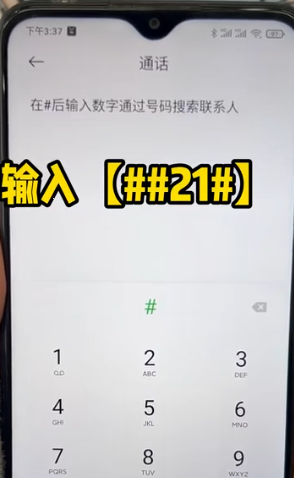 下午3:37
97
通话
在#后输入数字通过号码搜索联系人
输入【##21#】
#
1 2 3
ABC DEF
4 5 6
GHI JKL MNO
7 8 9
PQRS TUV WXYZ